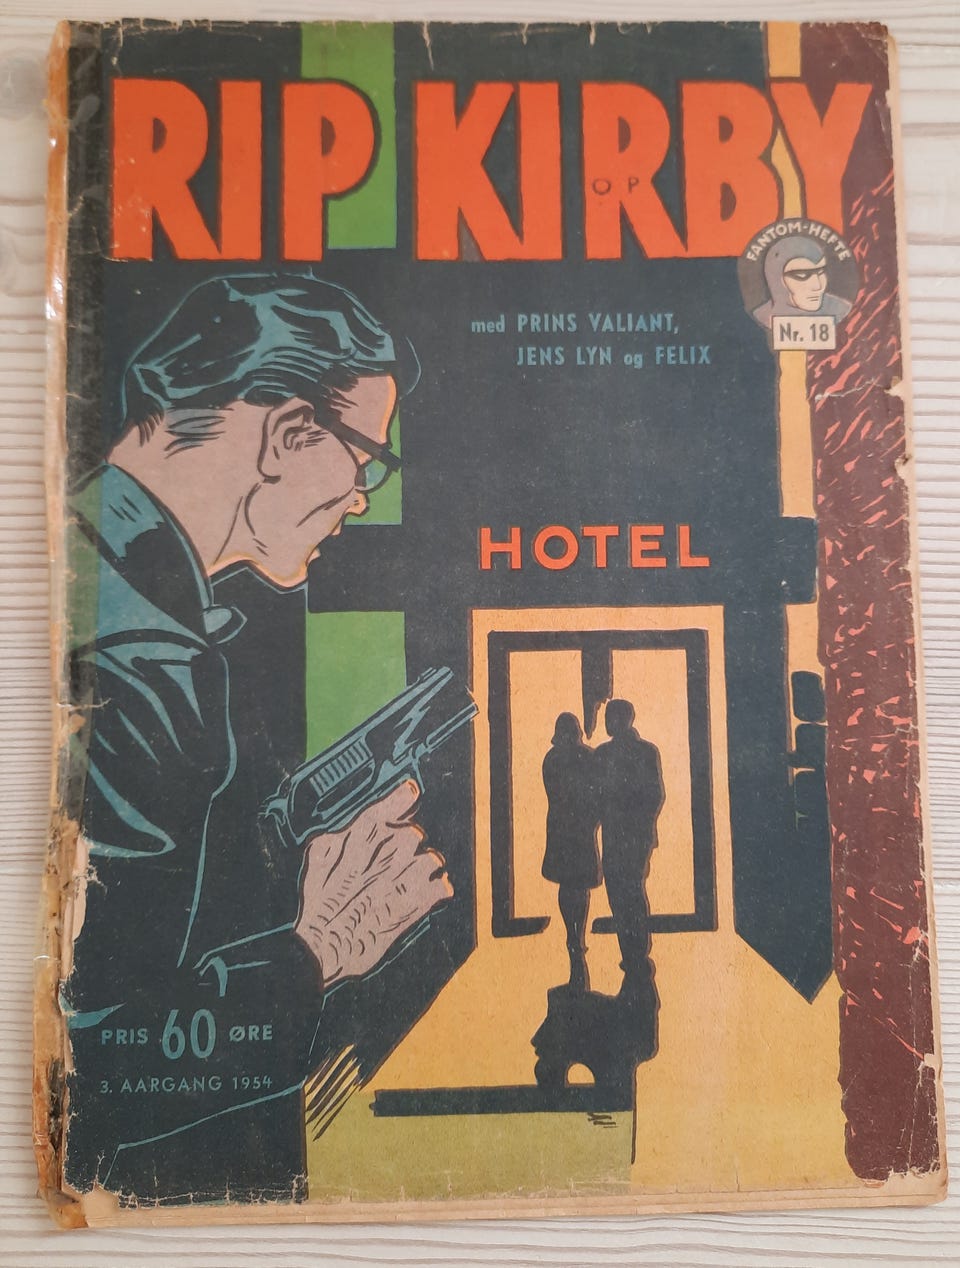 RIP KIRBY
OP
FANTOM-HEFTE
Nr. 18
med PRINS VALIANT,
JENS LYN og FELIX
HOTEL
PRIS 60 ØRE
3. AARGANG 1954